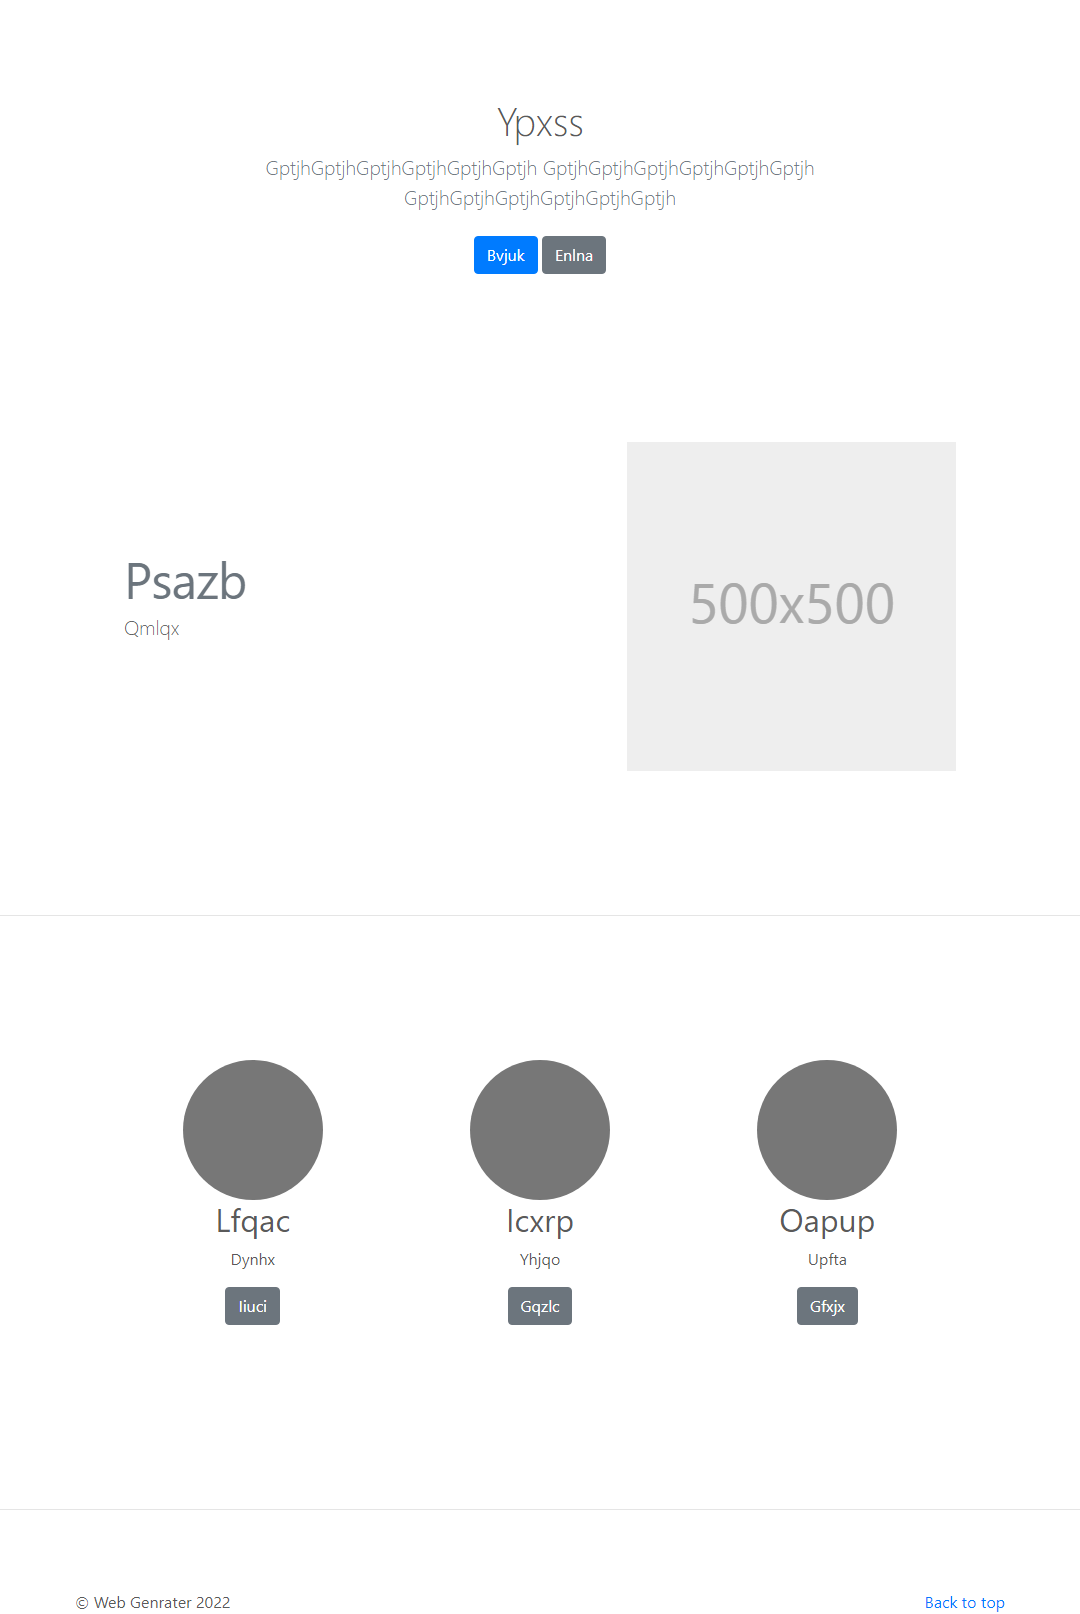 Ypxss
GptjhGptjhGptjhGptjhGptjhGptjh GptjhGptjhGptjhGptjhGptjhGptjh
GptjhGptjhGptjhGptjhGptjhGptjh
Bvjuk Enlna
500x500
Psazb
Qmlqx
Lfqac Icxrp Oapup
Dynhx Yhjqo Upfta
Iiuci Gqzlc Gfxjx
© Web Genrater 2022 Back to top